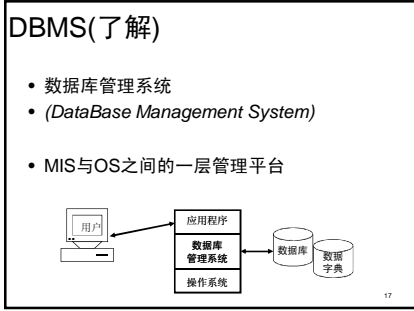 DBMS(了解)
• 数据库管理系统
• (DataBase Management System)
• MIS与OS之间的一层管理平台
用户
应用程序
数据库
管理系统
操作系统
数据库
数据
字典
17